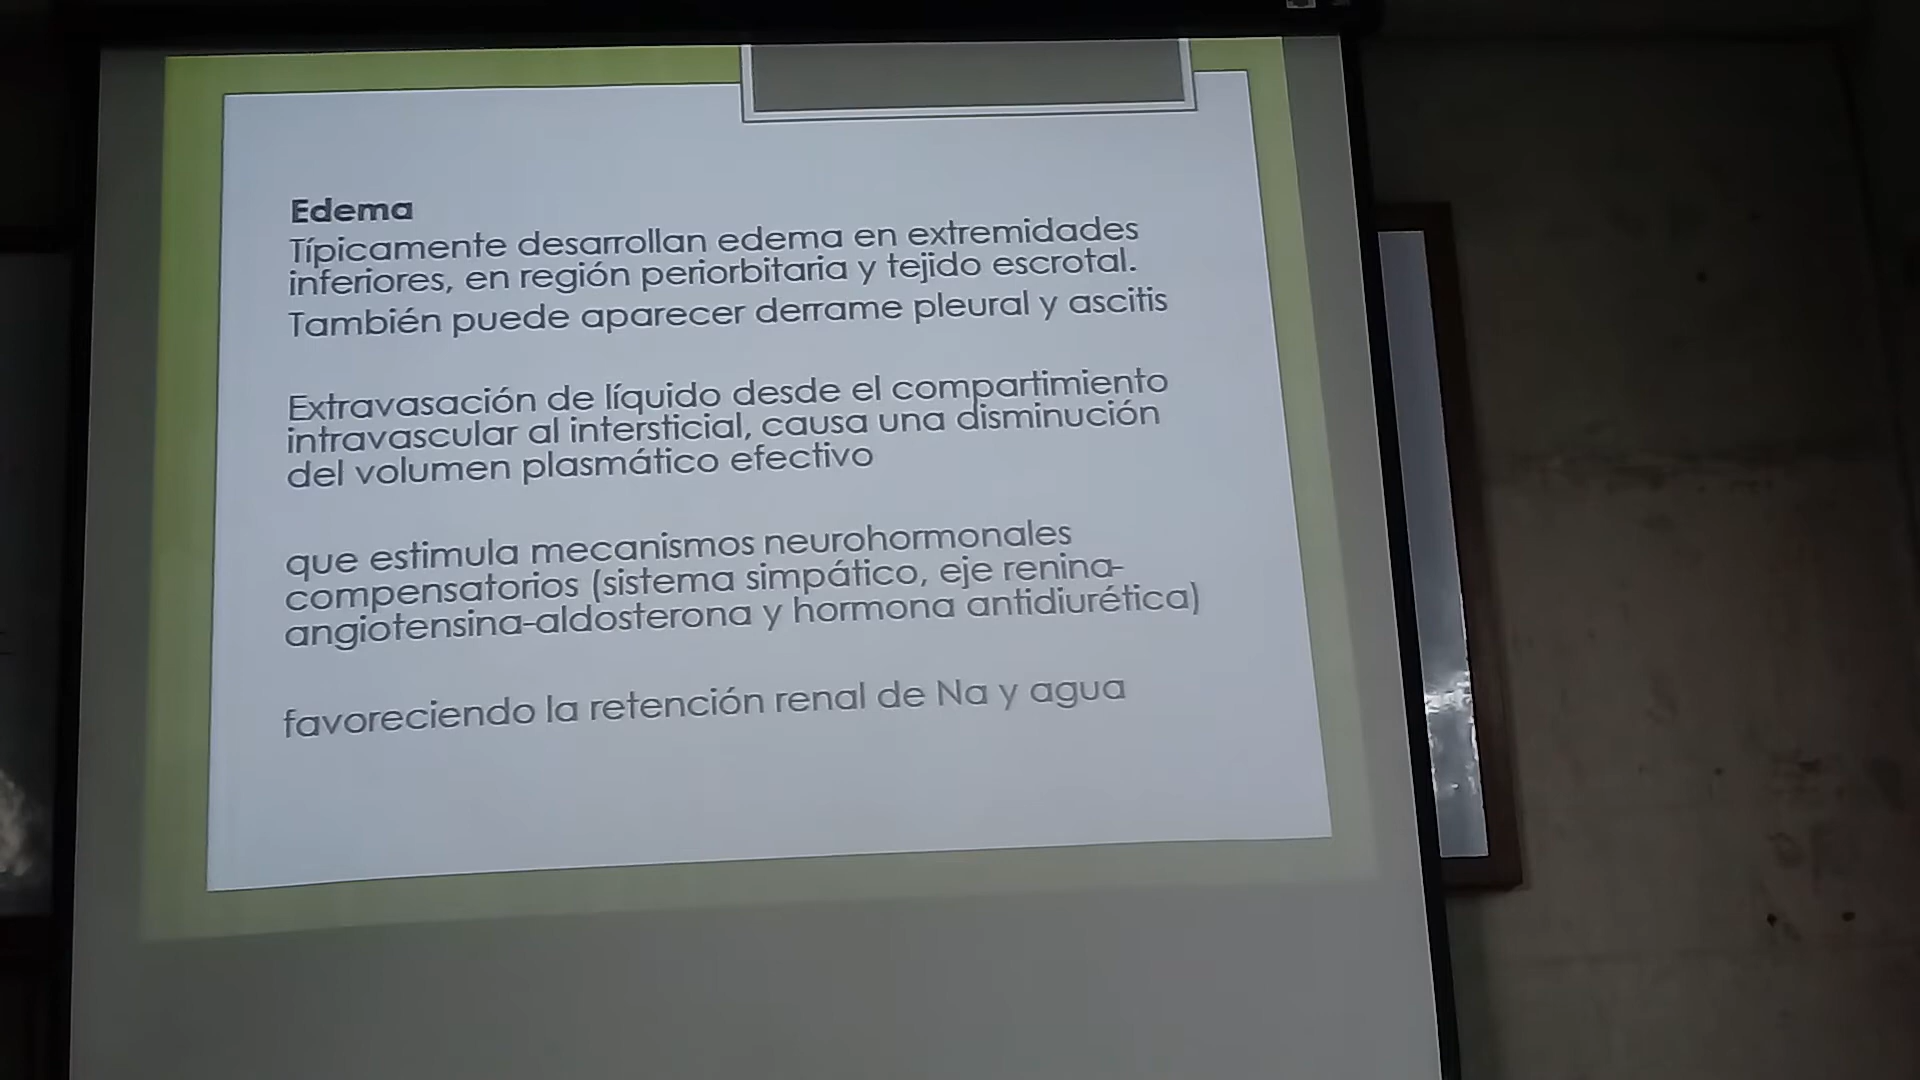 Edema
Típicamente desarrollan edema en extremidades
inferiores, en región periorbitaria y tejido escrotal.
También puede aparecer derrame pleural y ascitis
Extravasación de líquido desde el compartimiento
intravascular al intersticial, causa una disminución
del volumen plasmático efectivo
que estimula mecanismos neurohormonales
compensatorios (sistema simpático, eje renina-
angiotensina-aldosterona y hormona antidiurética)
favoreciendo la retención renal de Na y agua